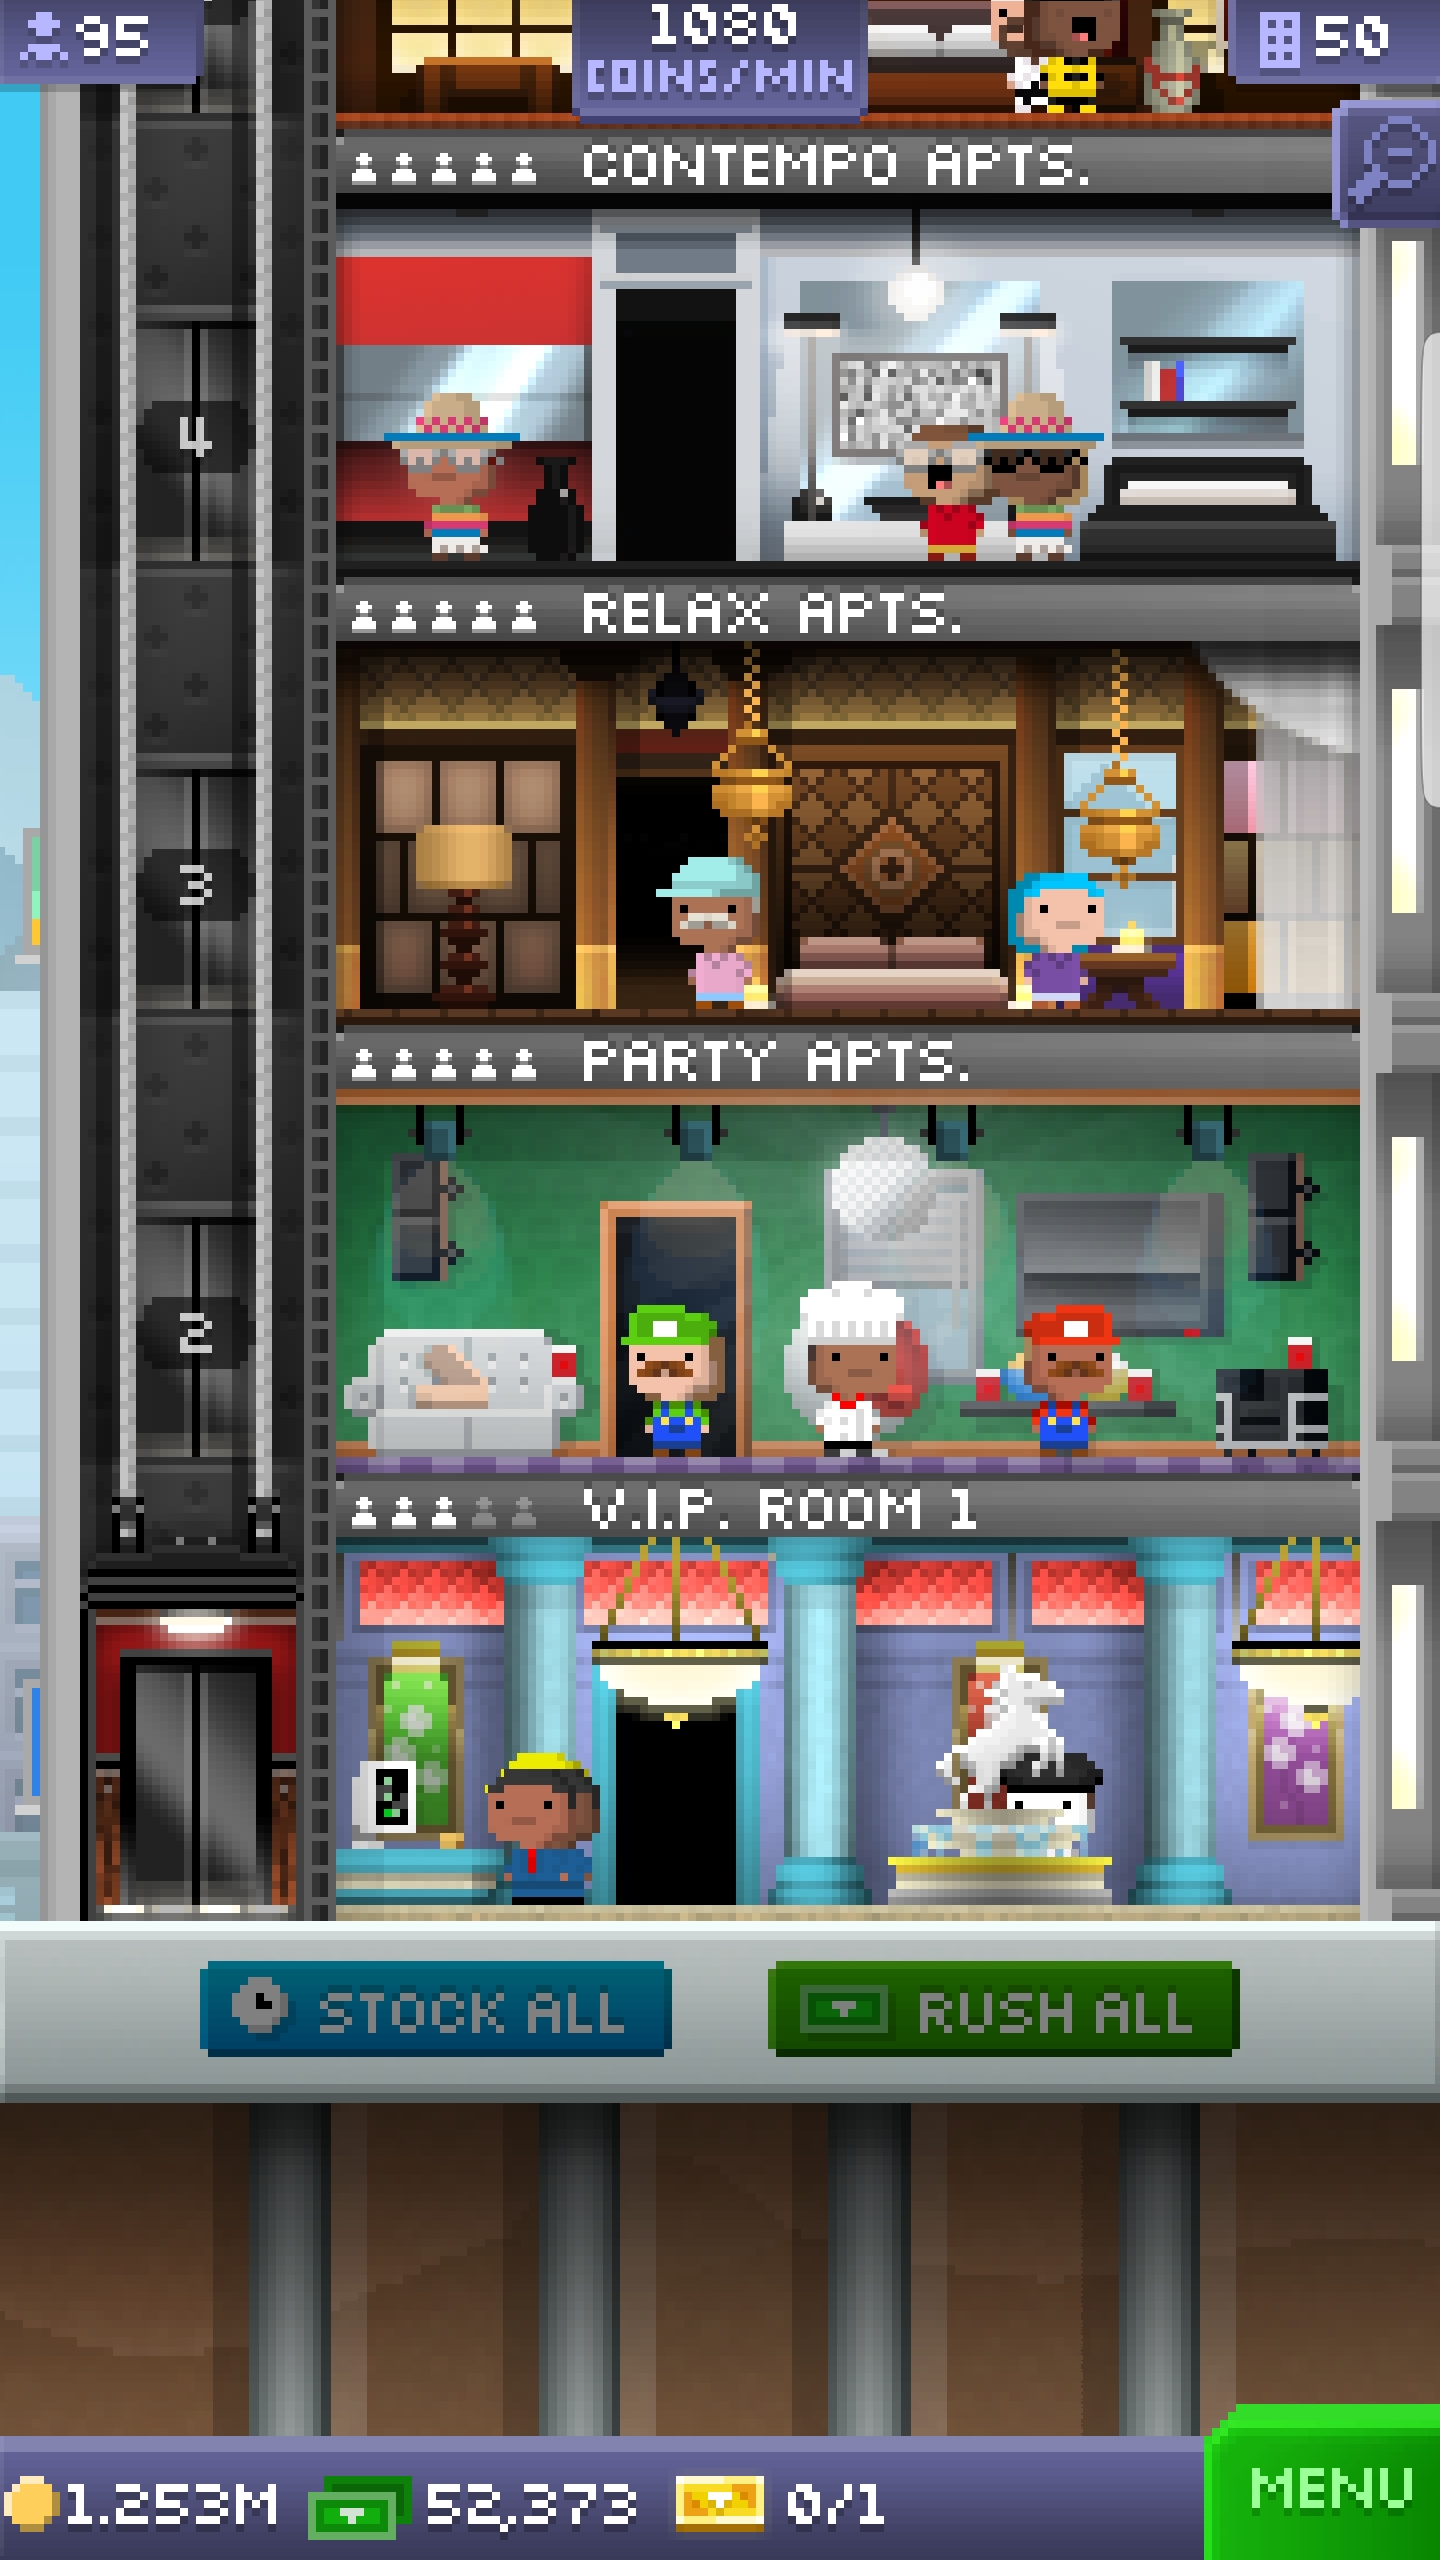 95
1080
COINS/MIN
50
CONTEMPO APTS.
4
RELAX APTS.
3
PARTY APTS.
2
V.I.P. ROOM 1
STOCK ALL
RUSH ALL
1.253M
52,373
0/1
MENU